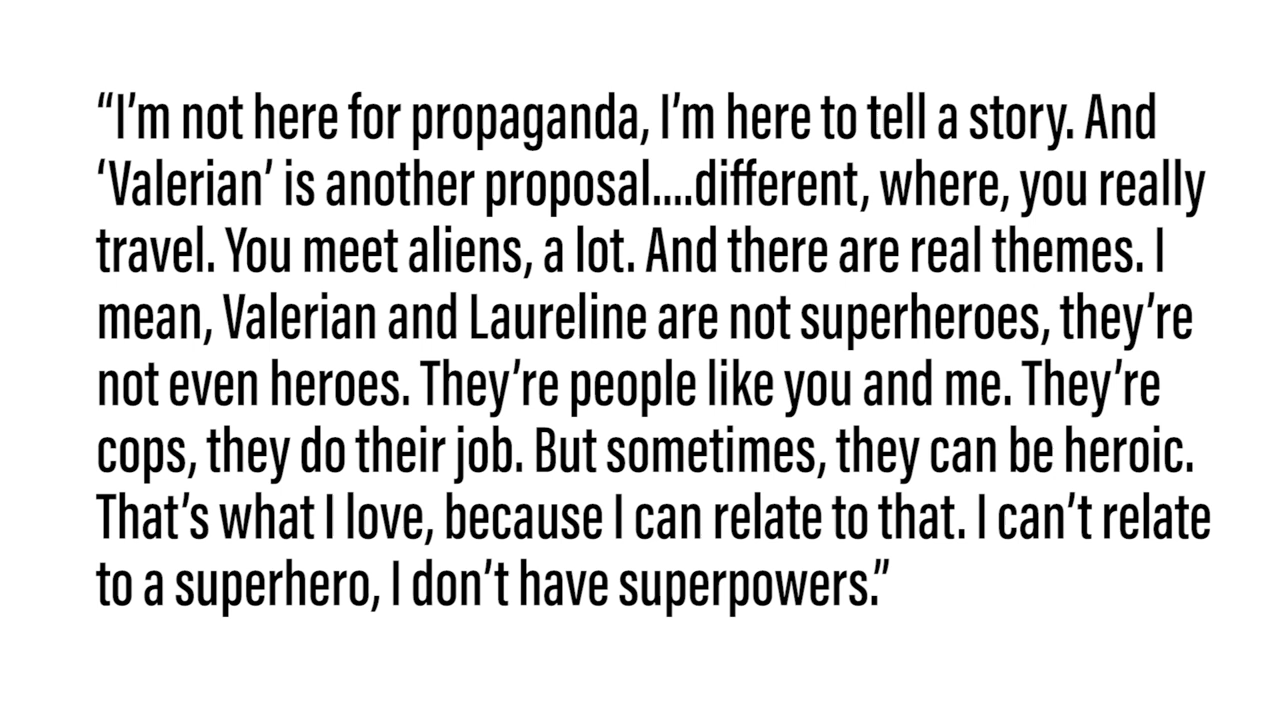 “I’m not here for propaganda, I’m here to tell a story. And
‘Valerian’ is another proposal....different, where, you really
travel. You meet aliens, a lot. And there are real themes. I
mean, Valerian and Laureline are not superheroes, they’re
not even heroes. They’re people like you and me. They’re
cops, they do their job. But sometimes, they can be heroic.
That’s what I love, because I can relate to that. I can’t relate
to a superhero, I don’t have superpowers.”